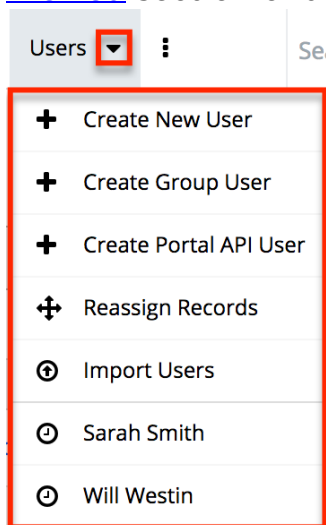 Users
Create New User
Create Group User
Create Portal API User
Reassign Records
Import Users
Sarah Smith
Will Westin